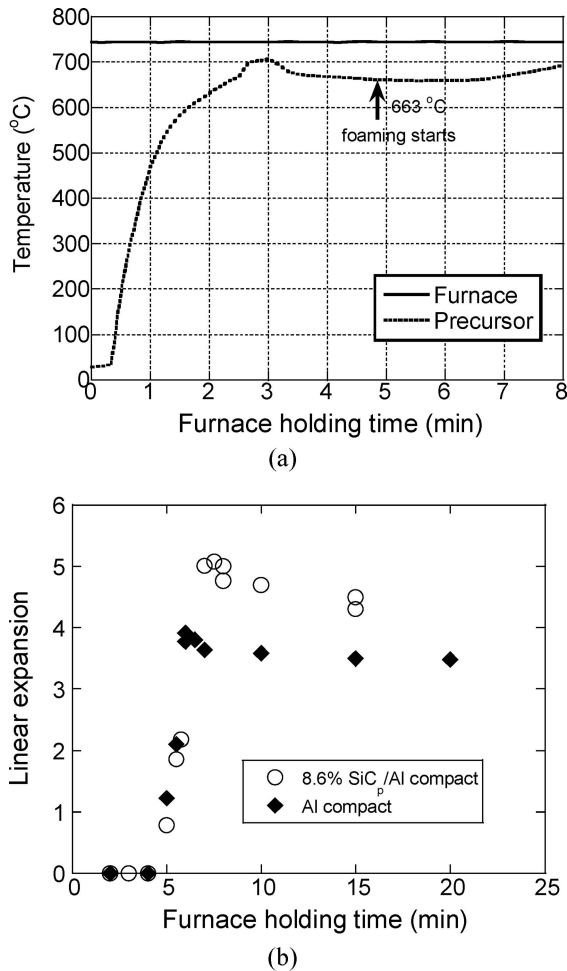 800
700
600
500
400
300
200
100
0
Temperature (°C)
663 °C
foaming starts
Furnace
Precursor
0 1 2 3 4 5 6 7 8
Furnace holding time (min)
(a)
6
5
4
3
2
1
0
Linear expansion
8.6% SiCp/Al compact
Al compact
0 5 10 15 20 25
Furnace holding time (min)
(b)